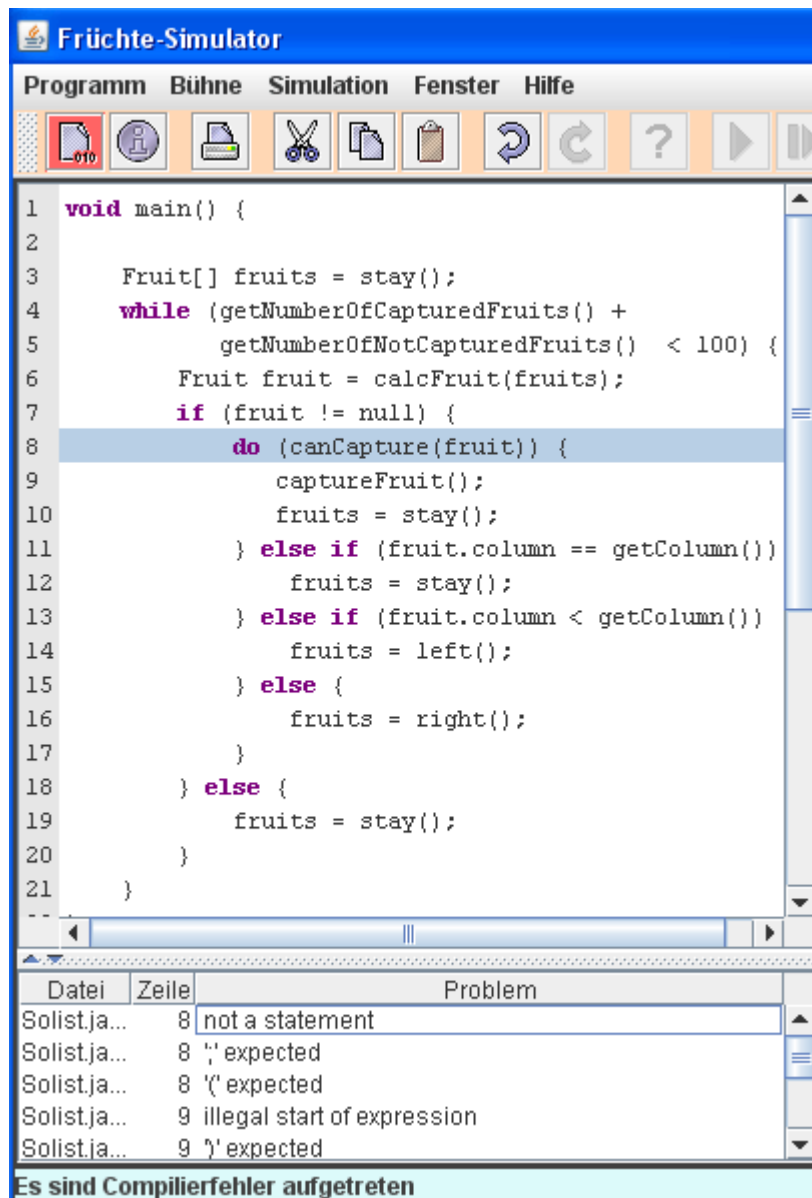 Früchte-Simulator
Programm Bühne Simulation Fenster Hilfe
010
1 void main() {
2
3 Fruit[] fruits = stay();
4 while (getNumberOfCapturedFruits() +
5 getNumberOfNotCapturedFruits() < 100) {
6 Fruit fruit = calcFruit(fruits);
7 if (fruit != null) {
8 do (canCapture(fruit)) {
9 captureFruit();
10 fruits = stay();
11 } else if (fruit.column == getColumn())
12 fruits = stay();
13 } else if (fruit.column < getColumn())
14 fruits = left();
15 } else {
16 fruits = right();
17 }
18 } else {
19 fruits = stay();
20 }
21 }
Datei Zeile Problem
Solist.ja... 8 not a statement
Solist.ja... 8 ';' expected
Solist.ja... 8 '(' expected
Solist.ja... 9 illegal start of expression
Solist.ja... 9 ')' expected
Es sind Compilierfehler aufgetreten